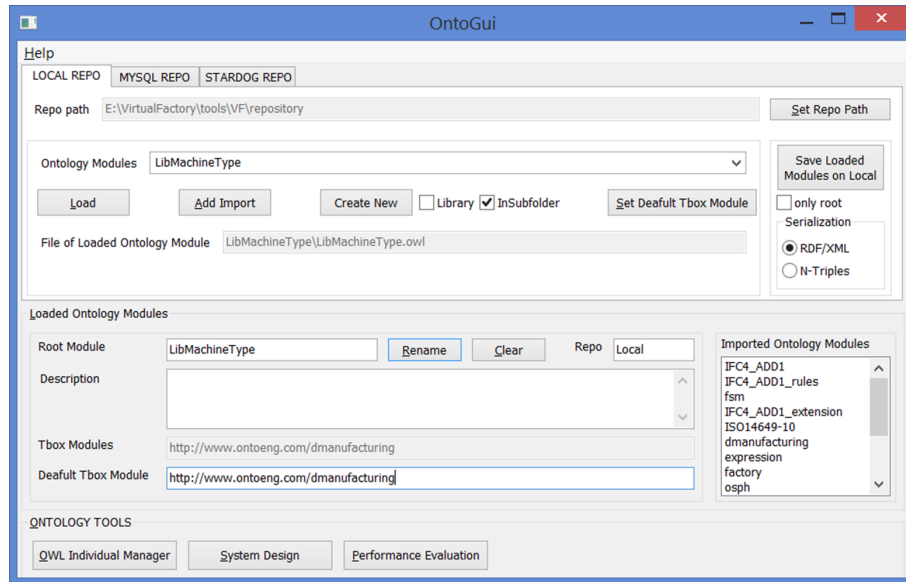 OntoGui
Help
LOCAL REPO MYSQL REPO STARDOG REPO
Repo path E:\VirtualFactory\tools\VF\repository Set Repo Path
Ontology Modules LibMachineType
Save Loaded
Modules on Local
Load Add Import Create New Library InSubfolder Set Deafult Tbox Module
only root
File of Loaded Ontology Module LibMachineType\LibMachineType.owl
Serialization
RDF/XML
N-Triples
Loaded Ontology Modules
Root Module LibMachineType Rename Clear Repo Local
Description
Tbox Modules http://www.ontoeng.com/dmanufacturing
Deafult Tbox Module http://www.ontoeng.com/dmanufacturing
Imported Ontology Modules
IFC4_ADD1
IFC4_ADD1_rules
fsm
IFC4_ADD1_extension
ISO14649-10
dmanufacturing
expression
factory
osph
ONTOLOGY TOOLS
OWL Individual Manager System Design Performance Evaluation